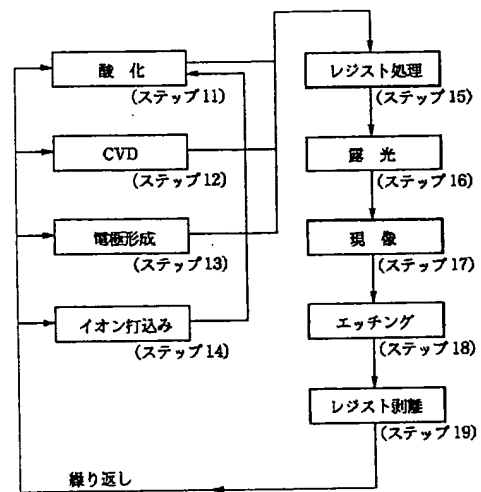 酸 化
(ステップ11)
CVD
(ステップ12)
電極形成
(ステップ13)
イオン打込み
(ステップ14)
レジスト処理
(ステップ15)
露 光
(ステップ16)
現 像
(ステップ17)
エッチング
(ステップ18)
レジスト剥離
(ステップ19)
繰り返し